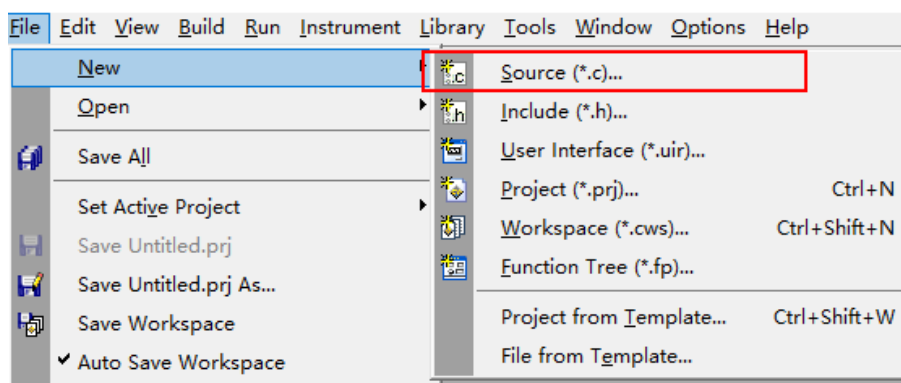 File Edit View Build Run Instrument Library Tools Window Options Help
New
Open
Save All
Set Active Project
Save Untitled.prj
Save Untitled.prj As...
Save Workspace
Auto Save Workspace
.c Source (*.c)...
.h Include (*.h)...
User Interface (*.uir)...
Project (*.prj)... Ctrl+N
Workspace (*.cws)... Ctrl+Shift+N
Function Tree (*.fp)...
Project from Template... Ctrl+Shift+W
File from Template...